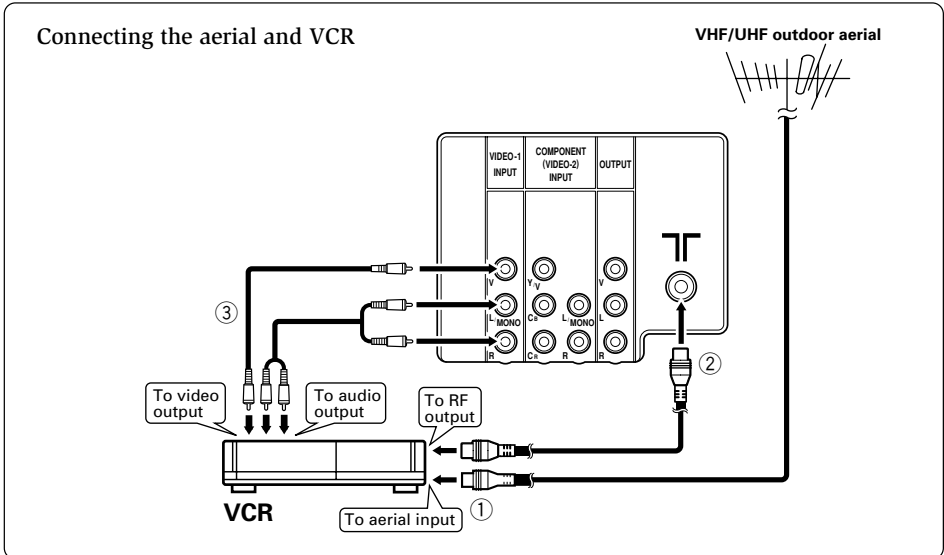 Connecting the aerial and VCR
VHF/UHF outdoor aerial
VIDEO-1
INPUT
COMPONENT
(VIDEO-2)
INPUT
OUTPUT
V
Y/V
V
L/MONO
CB
L/MONO
L
R
CR
R
R
③
②
To video
output
To audio
output
To RF
output
VCR
To aerial input
①